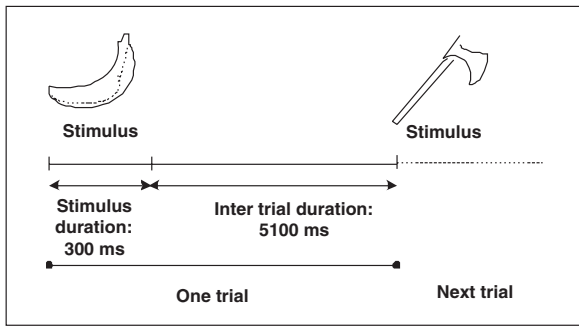 Stimulus
Stimulus
Stimulus
duration:
300 ms
Inter trial duration:
5100 ms
One trial
Next trial